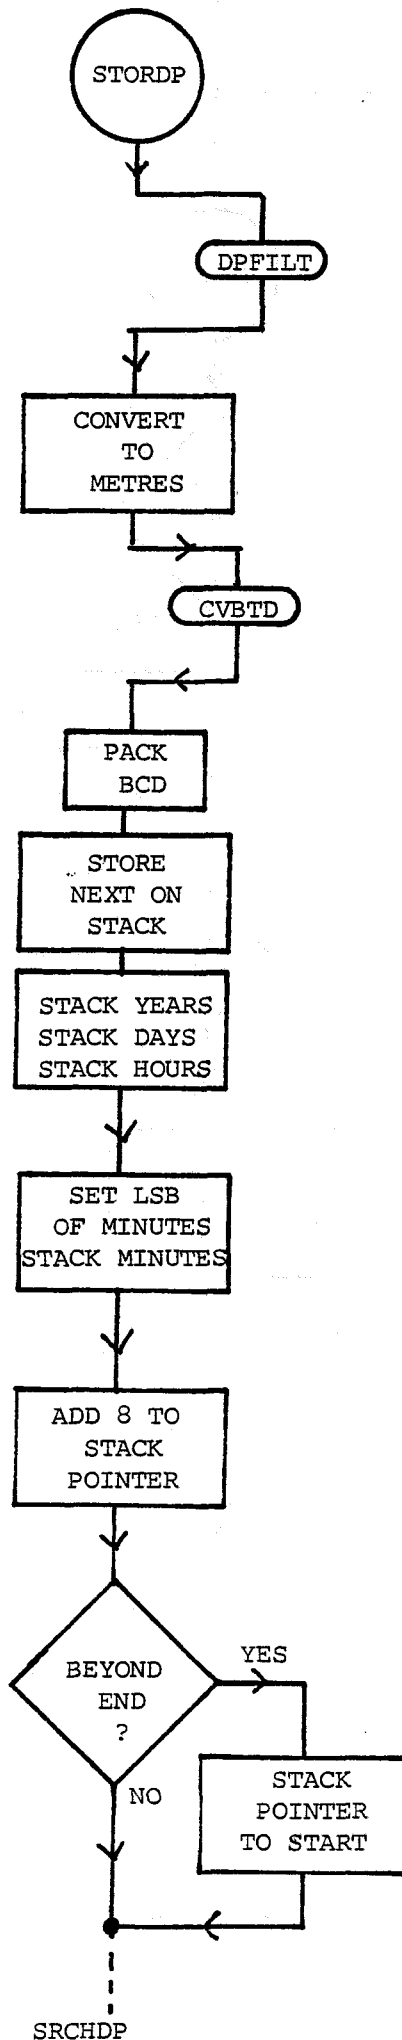 STORDP
DPFILT
CONVERT
TO
METRES
CVBTD
PACK
BCD
STORE
NEXT ON
STACK
STACK YEARS
STACK DAYS
STACK HOURS
SET LSB
OF MINUTES
STACK MINUTES
ADD 8 TO
STACK
POINTER
BEYOND
END
?
YES
NO
STACK
POINTER
TO START
SRCHDP